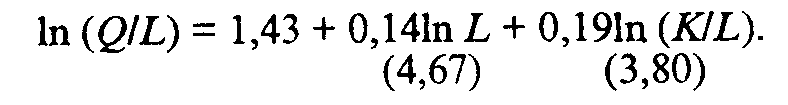 ln (Q/L) = 1,43 + 0,14ln L + 0,19ln (K/L).
(4,67) (3,80)